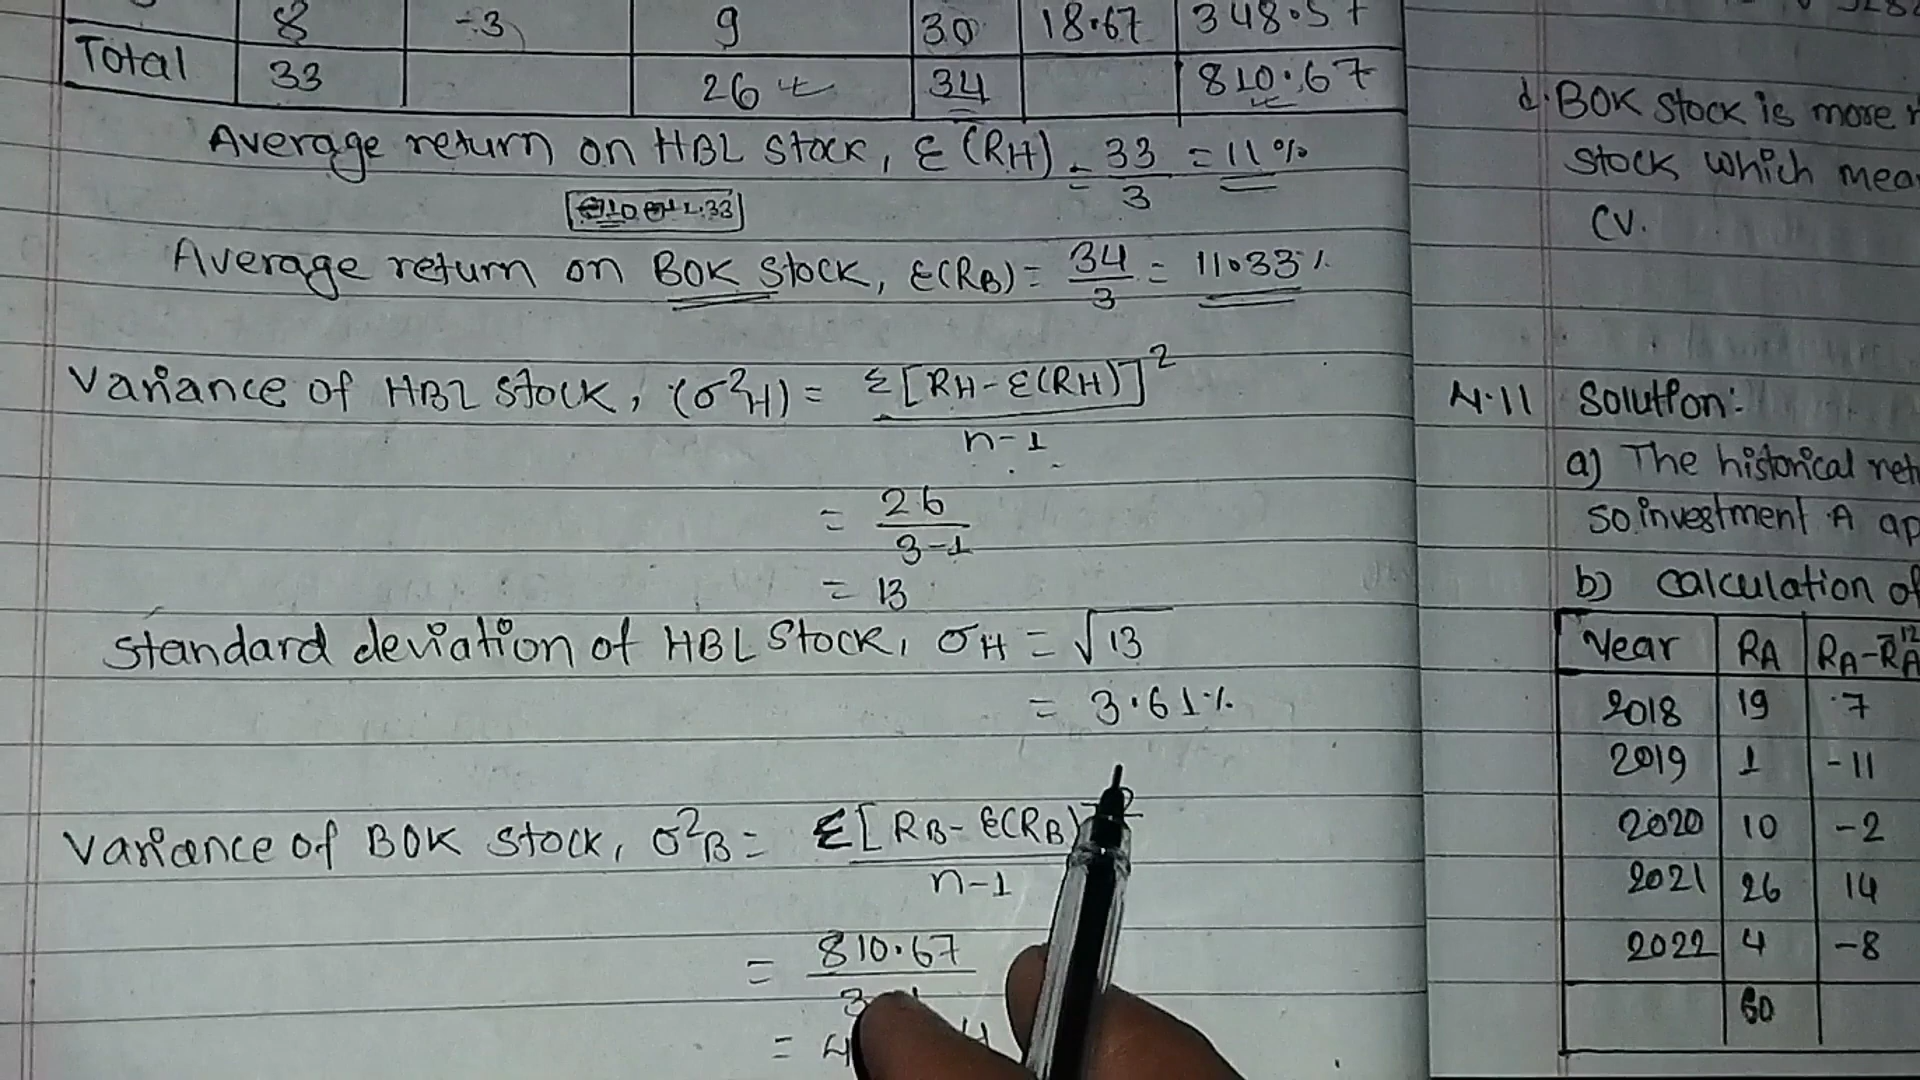 8 -3 9 30 18.67 348.57
Total 33 26 34 810.67
Average return on HBL Stock, Ɛ(RH) = 33/3 = 11%
Average return on BOK Stock, Ɛ(RB) = 34/3 = 11.33%
Variance of HBL Stock, (σ²H) = Σ[RH-Ɛ(RH)]²
n-1
= 26
3-1
= 13
Standard deviation of HBL Stock, σH = √13
= 3.61%
Variance of BOK Stock, σ²B = Σ[RB-Ɛ(RB)]²
n-1
= 810.67
3
= 4
d. BOK Stock is more
Stock which
CV.
4.11 Solution:-
a) The historical
so investment A
b) calculation of
Year RA RA-R̄A 12
2018 19 7
2019 1 -11
2020 10 -2
2021 26 14
2022 4 -8
60